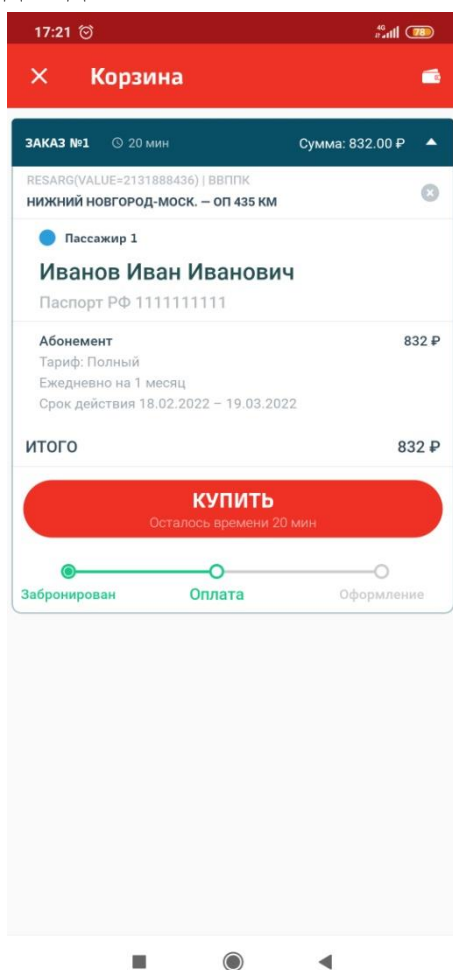 17:21
4G
78
Корзина
ЗАКАЗ №1 20 мин Сумма: 832.00 ₽
RESARG(VALUE=2131888436) | ВВППК
НИЖНИЙ НОВГОРОД-МОСК. — ОП 435 КМ
Пассажир 1
Иванов Иван Иванович
Паспорт РФ 1111111111
Абонемент 832 ₽
Тариф: Полный
Ежедневно на 1 месяц
Срок действия 18.02.2022 – 19.03.2022
ИТОГО 832 ₽
КУПИТЬ
Осталось времени 20 мин
Забронирован Оплата Оформление